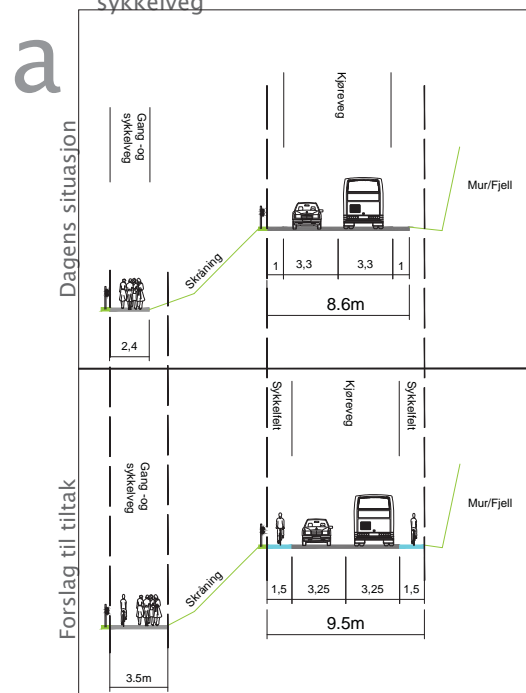 sykkelveg
a
Dagens situasjon
Gang -og
sykkelveg
Kjøreveg
Mur/Fjell
Skråning
1
3,3
3,3
1
8.6m
2,4
Forslag til tiltak
Gang -og
sykkelveg
Sykkelfelt
Kjøreveg
Sykkelfelt
Mur/Fjell
Skråning
1,5
3,25
3,25
1,5
9.5m
3.5m